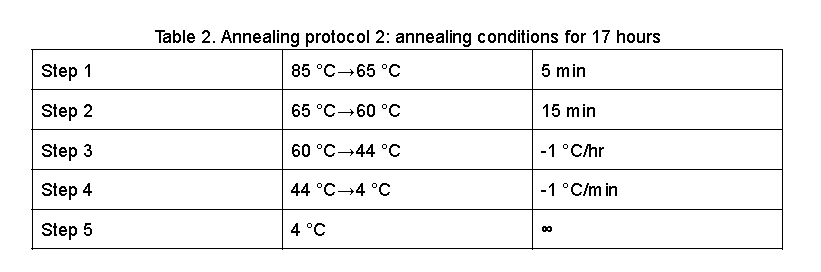 Table 2. Annealing protocol 2: annealing conditions for 17 hours
Step 1 85 °C→65 °C 5 min
Step 2 65 °C→60 °C 15 min
Step 3 60 °C→44 °C -1 °C/hr
Step 4 44 °C→4 °C -1 °C/min
Step 5 4 °C ∞